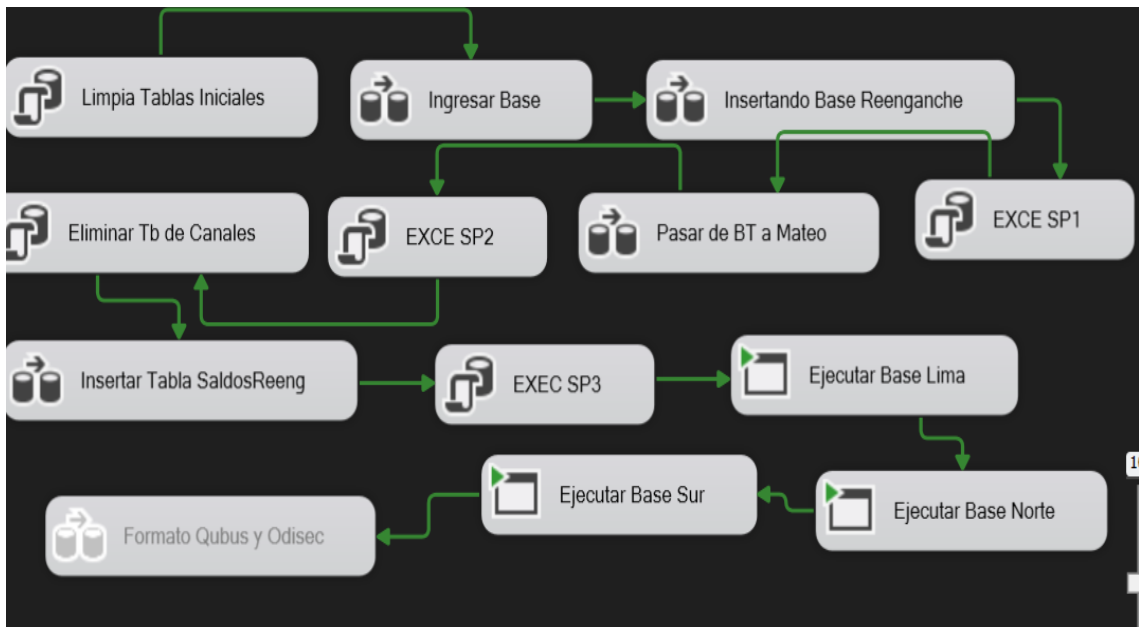 Limpia Tablas Iniciales
Ingresar Base
Insertando Base Reenganche
Eliminar Tb de Canales
EXCE SP2
Pasar de BT a Mateo
EXCE SP1
Insertar Tabla SaldosReeng
EXEC SP3
Ejecutar Base Lima
Formato Qubus y Odisec
Ejecutar Base Sur
Ejecutar Base Norte